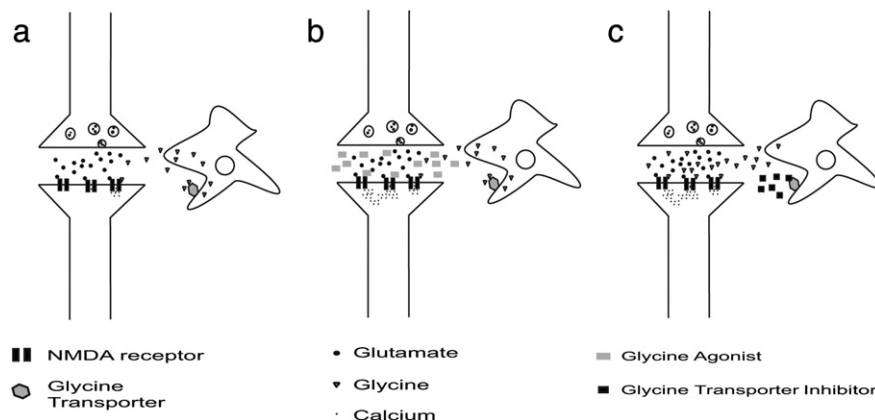 a
b
c
NMDA receptor
Glycine
Transporter
Glutamate
Glycine
Calcium
Glycine Agonist
Glycine Transporter Inhibitor